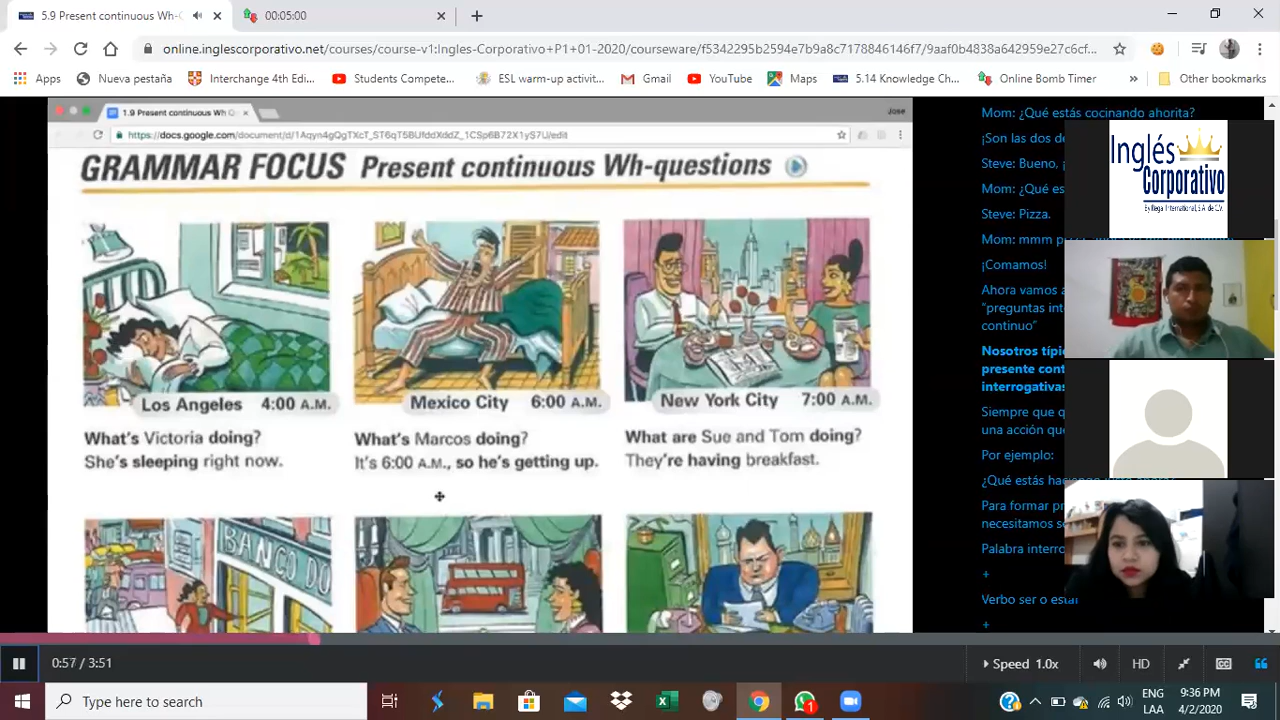 5.9 Present continuous Wh-
00:05:00
online.inglescorporativo.net/courses/course-v1:Ingles-Corporativo+P1+01-2020/courseware/f5342295b2594e7b9a8c7178846146f7/9aaf0b4838a642959e27c6cf...
Apps
Nueva pestaña
Interchange 4th Edi...
Students Compete...
ESL warm-up activit...
Gmail
YouTube
Maps
5.14 Knowledge Ch...
Online Bomb Timer
»
Other bookmarks
1.9 Present continuous Wh
Jose
GRAMMAR FOCUS Present continuous Wh-questions
Los Angeles 4:00 A.M.
Mexico City 6:00 A.M.
New York City 7:00 A.M.
What's Victoria doing?
She's sleeping right now.
What's Marcos doing?
It's 6:00 A.M., so he's getting up.
What are Sue and Tom doing?
They're having breakfast.
BANCO DO
Mom: ¿Qué estás cocinando ahorita?
¡Son las dos de
Steve: Bueno, ¡
Mom: ¿Qué es
Steve: Pizza.
Mom: mmm
¡Comamos!
Ahora vamos a
"preguntas int
continuo"
Nosotros típi
presente cont
interrogativas
Siempre que q
una acción que
Por ejemplo:
¿Qué estás
Para formar pr
necesitamos s
Palabra interro
+
Verbo ser o estar
+
Inglés
Corporativo
0:57 / 3:51
Speed 1.0x
HD
Type here to search
1
ENG
LAA
9:36 PM
4/2/2020